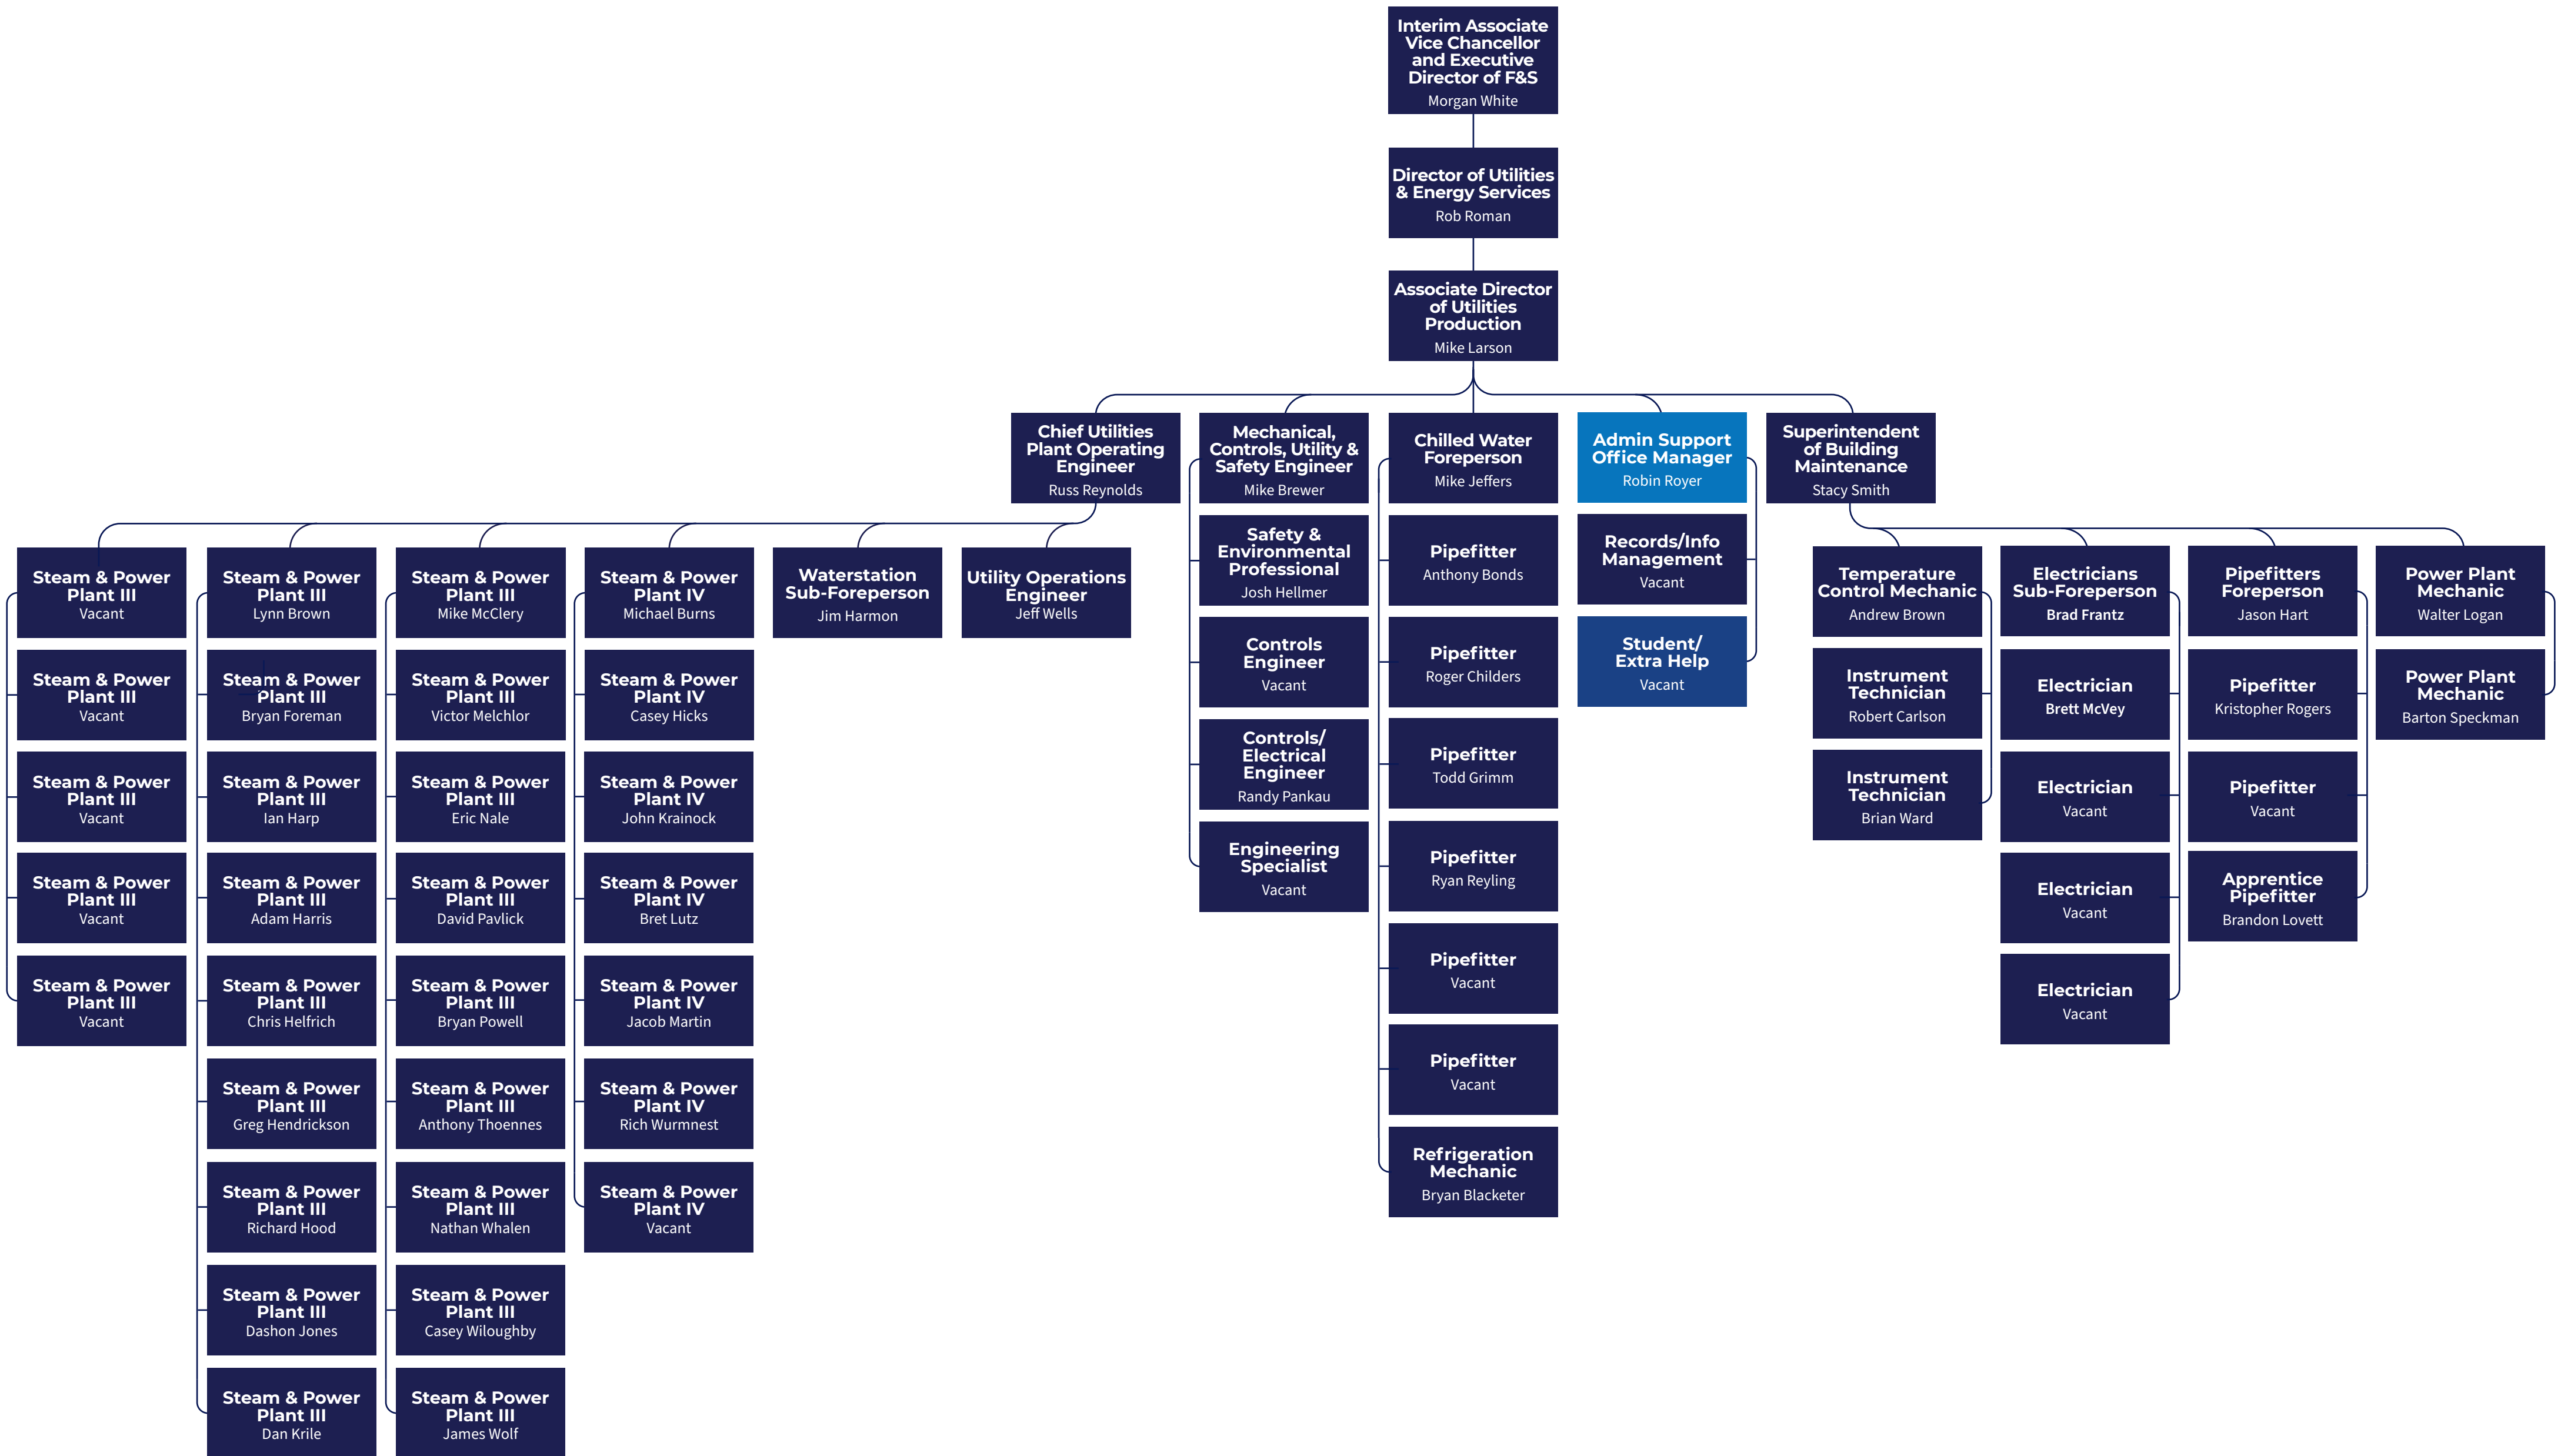 Interim Associate
Vice Chancellor
and Executive
Director of F&S
Morgan White
Director of Utilities
& Energy Services
Rob Roman
Associate Director
of Utilities
Production
Mike Larson
Chief Utilities
Plant Operating
Engineer
Russ Reynolds
Mechanical,
Controls, Utility &
Safety Engineer
Mike Brewer
Chilled Water
Foreperson
Mike Jeffers
Admin Support
Office Manager
Robin Royer
Superintendent
of Building
Maintenance
Stacy Smith
Steam & Power
Plant III
Vacant
Steam & Power
Plant III
Vacant
Steam & Power
Plant III
Vacant
Steam & Power
Plant III
Vacant
Steam & Power
Plant III
Vacant
Steam & Power
Plant III
Lynn Brown
Steam & Power
Plant III
Bryan Foreman
Steam & Power
Plant III
Ian Harp
Steam & Power
Plant III
Adam Harris
Steam & Power
Plant III
Chris Helfrich
Steam & Power
Plant III
Greg Hendrickson
Steam & Power
Plant III
Richard Hood
Steam & Power
Plant III
Dashon Jones
Steam & Power
Plant III
Dan Krile
Steam & Power
Plant III
Mike McClery
Steam & Power
Plant III
Victor Melchlor
Steam & Power
Plant III
Eric Nale
Steam & Power
Plant III
David Pavlick
Steam & Power
Plant III
Bryan Powell
Steam & Power
Plant III
Anthony Thoennes
Steam & Power
Plant III
Nathan Whalen
Steam & Power
Plant III
Casey Wiloughby
Steam & Power
Plant III
James Wolf
Steam & Power
Plant IV
Michael Burns
Steam & Power
Plant IV
Casey Hicks
Steam & Power
Plant IV
John Krainock
Steam & Power
Plant IV
Bret Lutz
Steam & Power
Plant IV
Jacob Martin
Steam & Power
Plant IV
Rich Wurmnest
Steam & Power
Plant IV
Vacant
Waterstation
Sub-Foreperson
Jim Harmon
Utility Operations
Engineer
Jeff Wells
Safety &
Environmental
Professional
Josh Hellmer
Controls
Engineer
Vacant
Controls/
Electrical
Engineer
Randy Pankau
Engineering
Specialist
Vacant
Pipefitter
Anthony Bonds
Pipefitter
Roger Childers
Pipefitter
Todd Grimm
Pipefitter
Ryan Reyling
Pipefitter
Vacant
Pipefitter
Vacant
Refrigeration
Mechanic
Bryan Blacketer
Records/Info
Management
Vacant
Student/
Extra Help
Vacant
Temperature
Control Mechanic
Andrew Brown
Instrument
Technician
Robert Carlson
Instrument
Technician
Brian Ward
Electricians
Sub-Foreperson
Brad Frantz
Electrician
Brett McVey
Electrician
Vacant
Electrician
Vacant
Electrician
Vacant
Pipefitters
Foreperson
Jason Hart
Pipefitter
Kristopher Rogers
Pipefitter
Vacant
Apprentice
Pipefitter
Brandon Lovett
Power Plant
Mechanic
Walter Logan
Power Plant
Mechanic
Barton Speckman